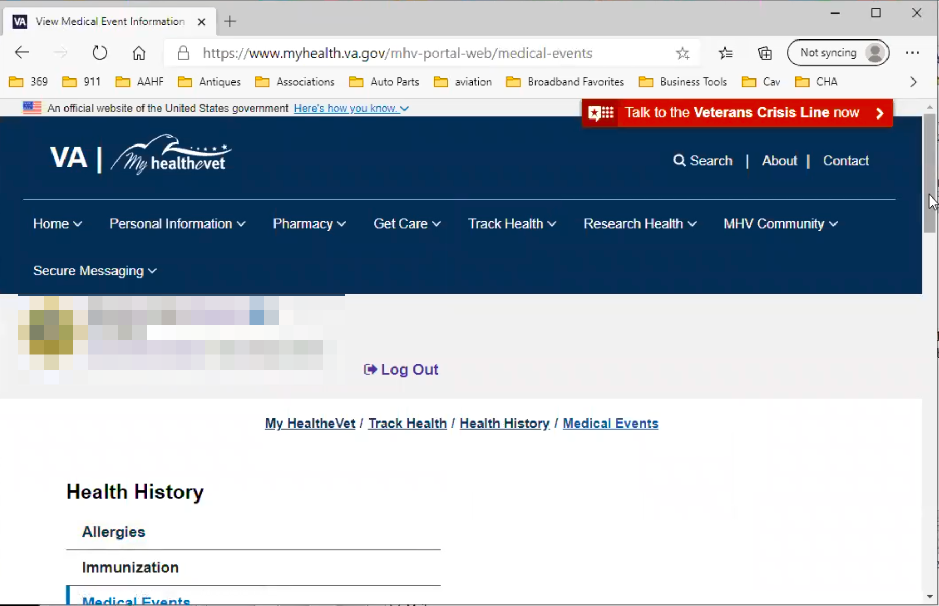 VA View Medical Event Information
https://www.myhealth.va.gov/mhv-portal-web/medical-events Not syncing
369 911 AAHF Antiques Associations Auto Parts aviation Broadband Favorites Business Tools Cav CHA
An official website of the United States government Here's how you know.
Talk to the Veterans Crisis Line now
VA | My healthevet
Search | About | Contact
Home Personal Information Pharmacy Get Care Track Health Research Health MHV Community
Secure Messaging
Log Out
My HealtheVet / Track Health / Health History / Medical Events
Health History
Allergies
Immunization
Medical Events